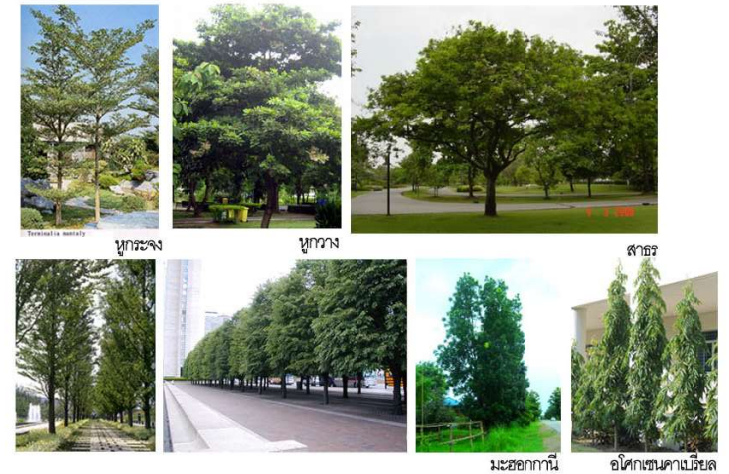 Terminalia mantaly
หูกระจง
หูกวาง
สาธร
มะฮอกกานี
อโศกเซนคาเบรียล